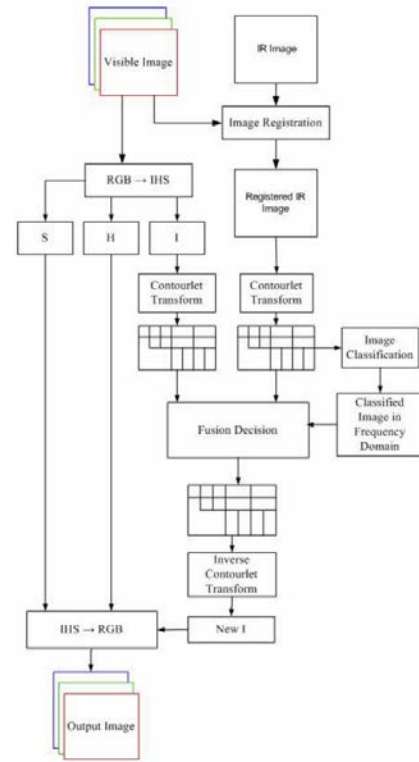 Visible Image
IR Image
Image Registration
RGB → IHS
Registered IR
Image
S
H
I
Contourlet
Transform
Contourlet
Transform
Image
Classification
Classified
Image in
Frequency
Domain
Fusion Decision
Inverse
Contourlet
Transform
IHS → RGB
New I
Output Image